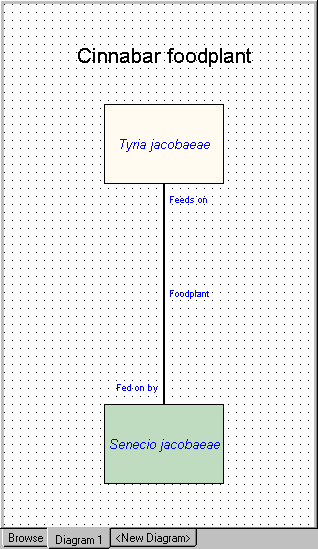 Cinnabar foodplant
Tyria jacobaeae
Feeds on
Foodplant
Fed on by
Senecio jacobaeae
Browse
Diagram 1
<New Diagram>